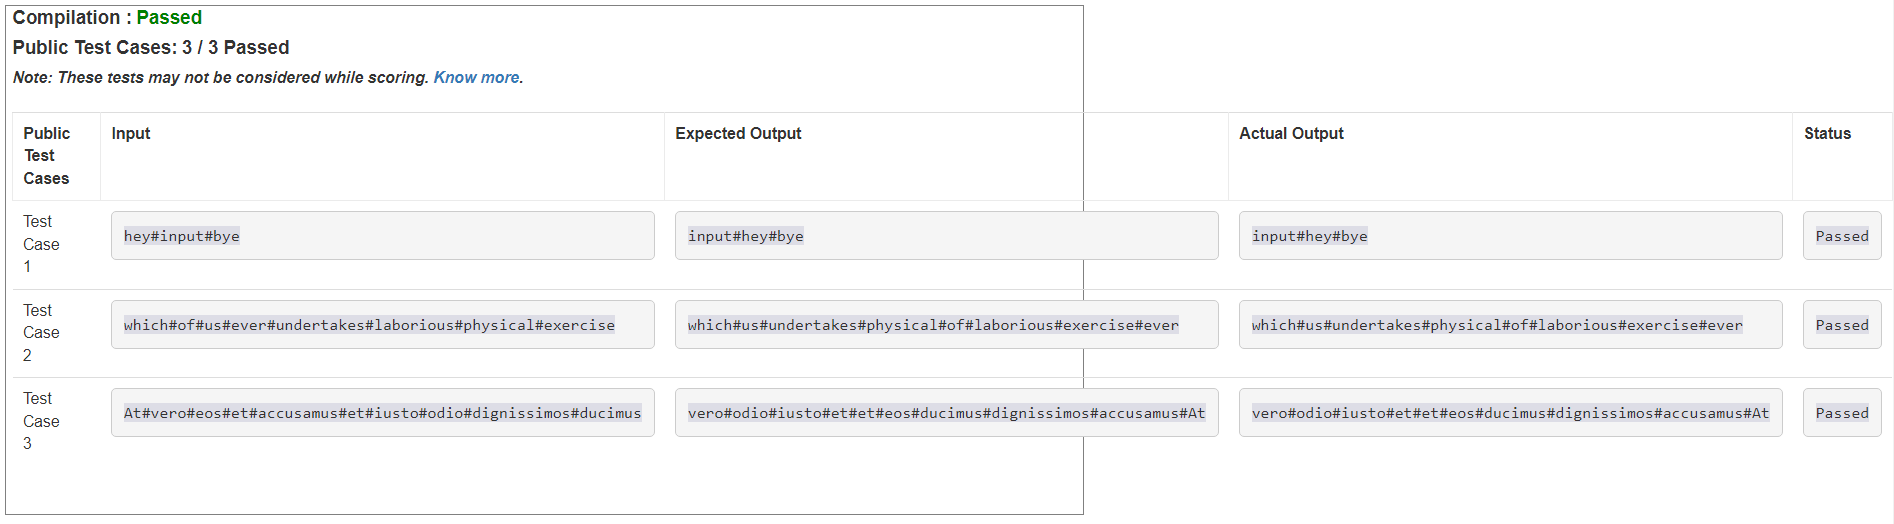 Compilation : Passed
Public Test Cases: 3 / 3 Passed
Note: These tests may not be considered while scoring. Know more.
Public Test Cases Input Expected Output Actual Output Status
Test Case 1 hey#input#bye input#hey#bye input#hey#bye Passed
Test Case 2 which#of#us#ever#undertakes#laborious#physical#exercise which#us#undertakes#physical#of#laborious#exercise#ever which#us#undertakes#physical#of#laborious#exercise#ever Passed
Test Case 3 At#vero#eos#et#accusamus#et#iusto#odio#dignissimos#ducimus vero#odio#iusto#et#et#eos#ducimus#dignissimos#accusamus#At vero#odio#iusto#et#et#eos#ducimus#dignissimos#accusamus#At Passed